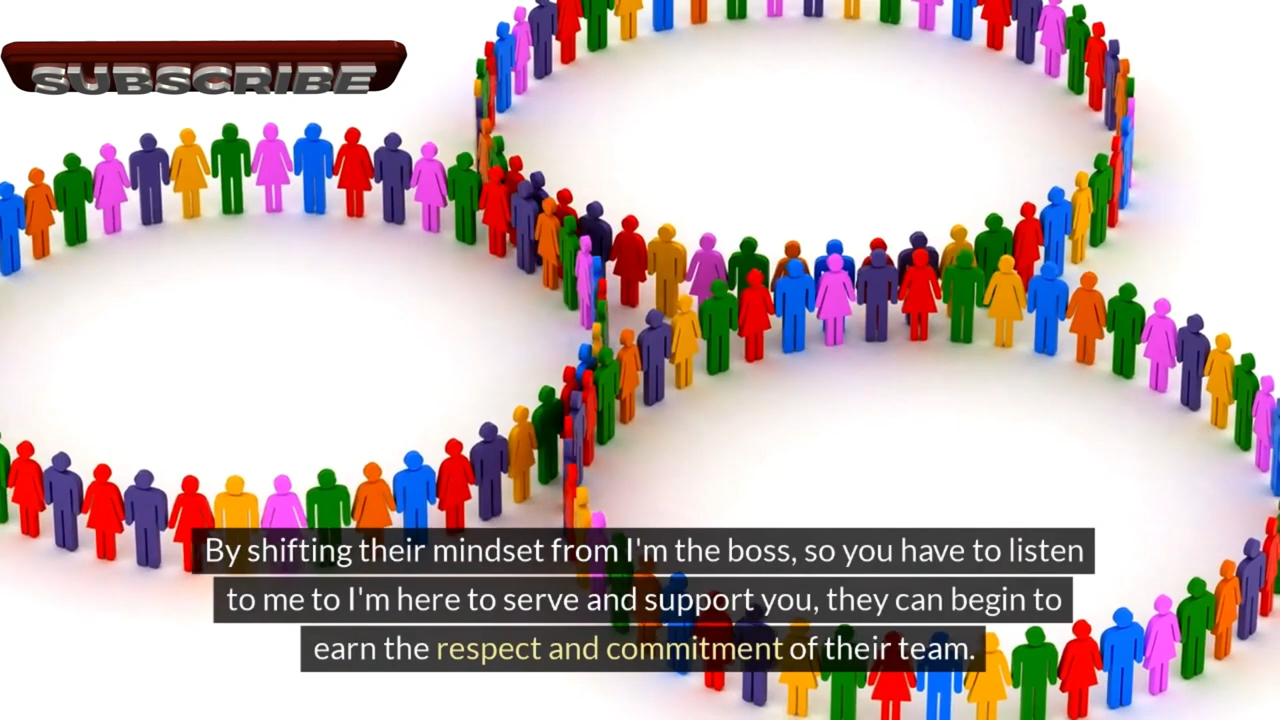 SUBSCRIBE
By shifting their mindset from I'm the boss, so you have to listen
to me to I'm here to serve and support you, they can begin to
earn the respect and commitment of their team.